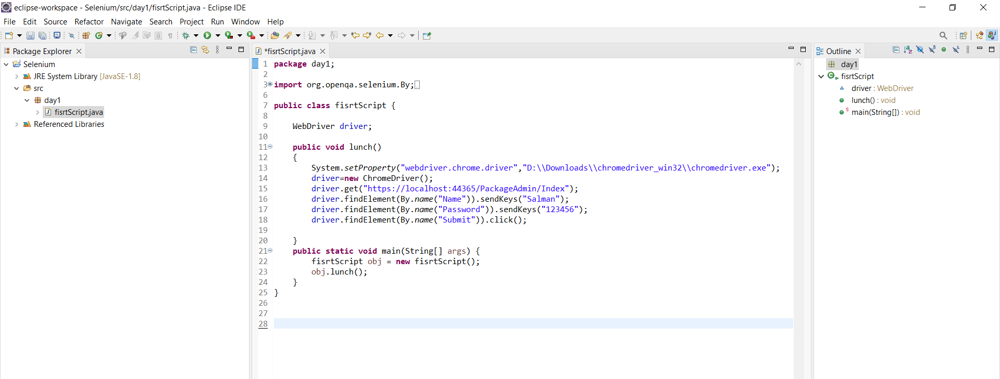 eclipse-workspace - Selenium/src/day1/fisrtScript.java - Eclipse IDE
File Edit Source Refactor Navigate Search Project Run Window Help
Package Explorer
Selenium
JRE System Library [JavaSE-1.8]
src
day1
fisrtScript.java
Referenced Libraries
*fisrtScript.java
1 package day1;
2
3 import org.openqa.selenium.By;
6
7 public class fisrtScript {
8
9     WebDriver driver;
10
11     public void lunch()
12     {
13         System.setProperty("webdriver.chrome.driver","D:\\Downloads\\chromedriver_win32\\chromedriver.exe");
14         driver=new ChromeDriver();
15         driver.get("https://localhost:44365/PackageAdmin/Index");
16         driver.findElement(By.name("Name")).sendKeys("Salman");
17         driver.findElement(By.name("Password")).sendKeys("123456");
18         driver.findElement(By.name("Submit")).click();
19
20     }
21     public static void main(String[] args) {
22         fisrtScript obj = new fisrtScript();
23         obj.lunch();
24     }
25 }
26
27
28
Outline
day1
fisrtScript
driver : WebDriver
lunch() : void
main(String[]) : void